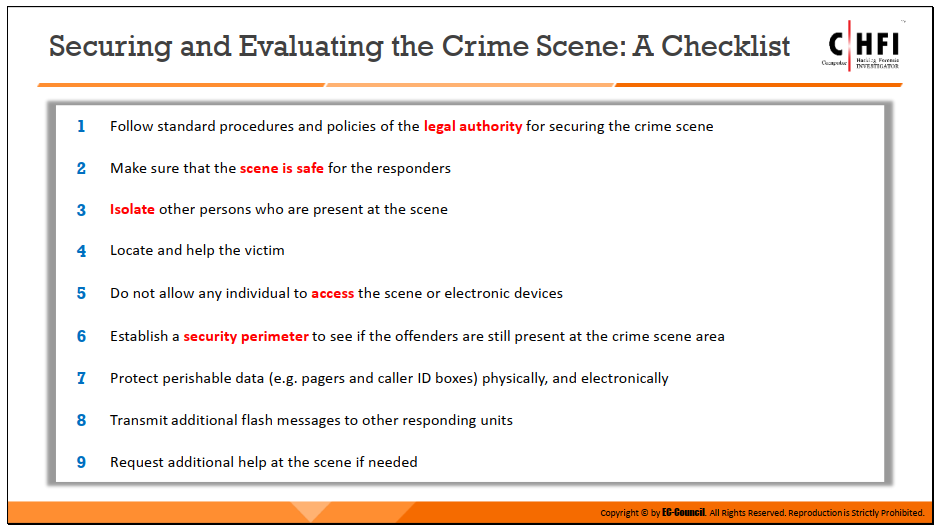 Securing and Evaluating the Crime Scene: A Checklist
CHFI
Computer
Hacking Forensic
INVESTIGATOR
1 Follow standard procedures and policies of the legal authority for securing the crime scene
2 Make sure that the scene is safe for the responders
3 Isolate other persons who are present at the scene
4 Locate and help the victim
5 Do not allow any individual to access the scene or electronic devices
6 Establish a security perimeter to see if the offenders are still present at the crime scene area
7 Protect perishable data (e.g. pagers and caller ID boxes) physically, and electronically
8 Transmit additional flash messages to other responding units
9 Request additional help at the scene if needed
Copyright © by EC-Council. All Rights Reserved. Reproduction is Strictly Prohibited.